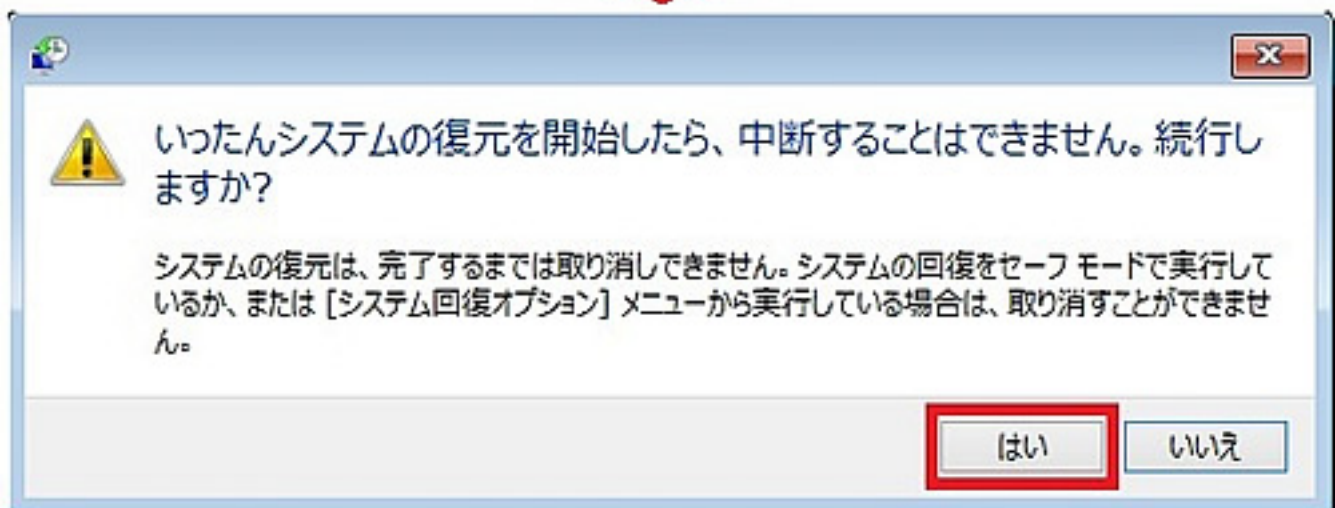 いったんシステムの復元を開始したら、中断することはできません。続行し
ますか?
システムの復元は、完了するまでは取り消しできません。システムの回復をセーフ モードで実行して
いるか、または [システム回復オプション] メニューから実行している場合は、取り消すことができませ
ん。
はい
いいえ